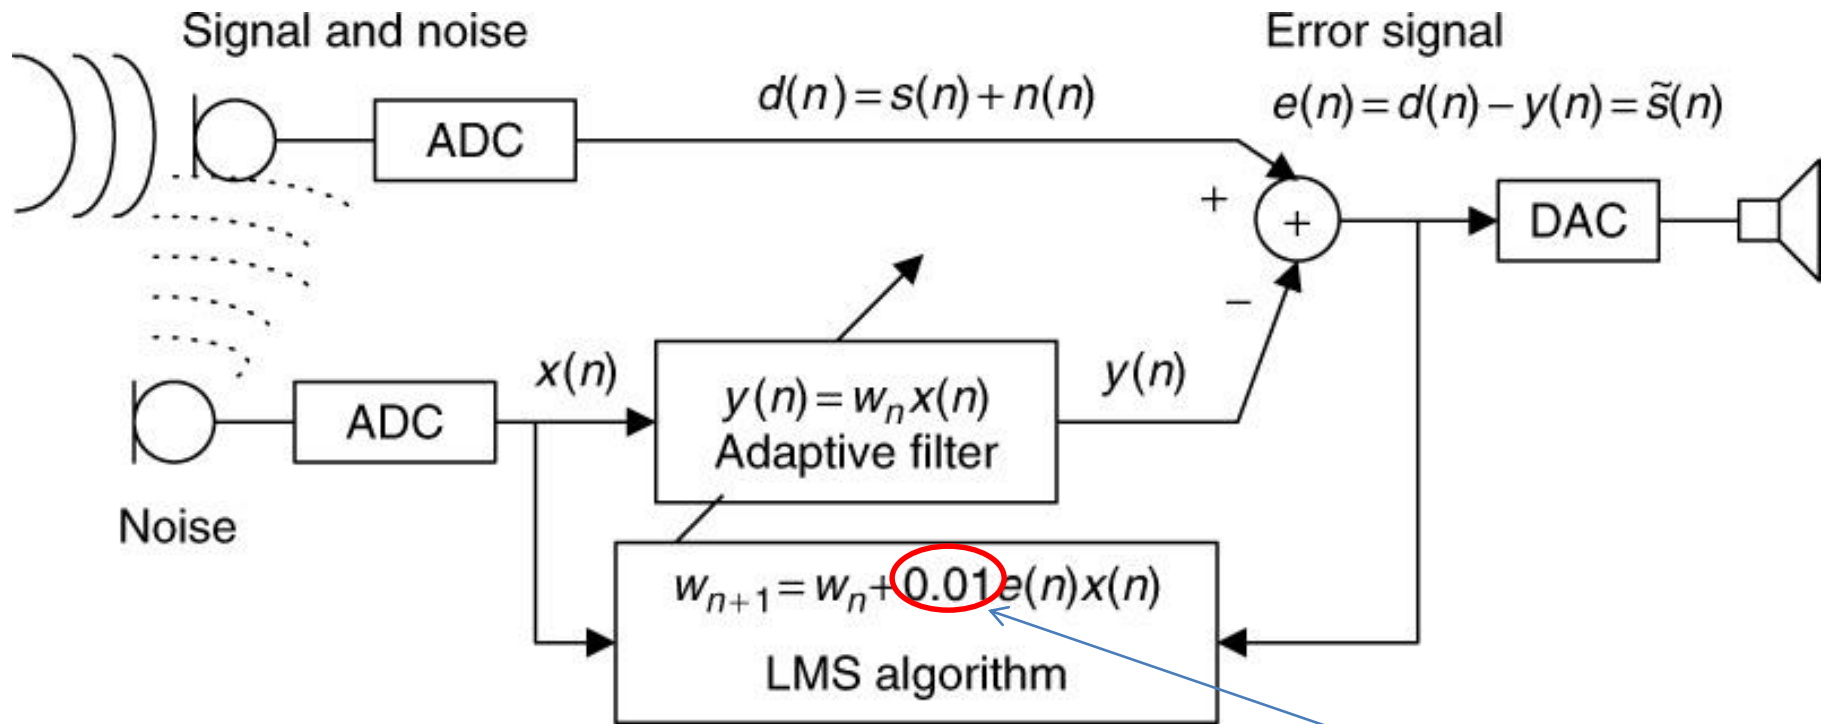 Signal and noise
Error signal
d(n) = s(n) + n(n)
e(n) = d(n) − y(n) = s̃(n)
ADC
+
+
DAC
−
x(n)
y(n)
ADC
y(n) = wₙx(n)
Adaptive filter
Noise
wₙ₊₁ = wₙ + 0.01e(n)x(n)
LMS algorithm